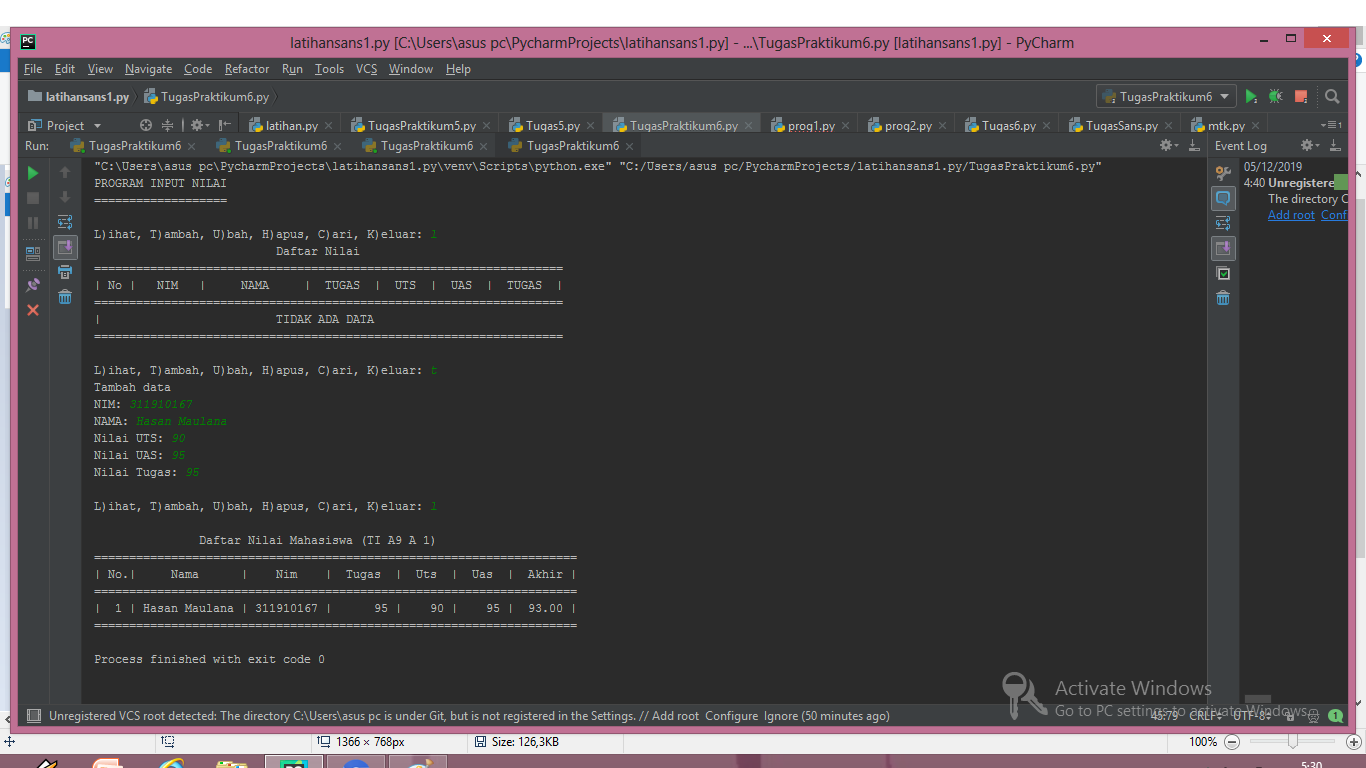 PC
latihansans1.py [C:\Users\asus pc\PycharmProjects\latihansans1.py] - ...\TugasPraktikum6.py [latihansans1.py] - PyCharm
File Edit View Navigate Code Refactor Run Tools VCS Window Help
latihansans1.py TugasPraktikum6.py TugasPraktikum6
Project latihan.py TugasPraktikum5.py Tugas5.py TugasPraktikum6.py prog1.py prog2.py Tugas6.py TugasSans.py mtk.py
Run: TugasPraktikum6 TugasPraktikum6 TugasPraktikum6 TugasPraktikum6 Event Log
"C:\Users\asus pc\PycharmProjects\latihansans1.py\venv\Scripts\python.exe" "C:/Users/asus pc/PycharmProjects/latihansans1.py/TugasPraktikum6.py"
PROGRAM INPUT NILAI
===================
L)ihat, T)ambah, U)bah, H)apus, C)ari, K)eluar: l
Daftar Nilai
===================================================================
| No | NIM | NAMA | TUGAS | UTS | UAS | TUGAS |
===================================================================
| TIDAK ADA DATA
===================================================================
L)ihat, T)ambah, U)bah, H)apus, C)ari, K)eluar: t
Tambah data
NIM: 311910167
NAMA: Hasan Maulana
Nilai UTS: 90
Nilai UAS: 95
Nilai Tugas: 95
L)ihat, T)ambah, U)bah, H)apus, C)ari, K)eluar: l
Daftar Nilai Mahasiswa (TI A9 A 1)
=====================================================================
| No.| Nama | Nim | Tugas | Uts | Uas | Akhir |
=====================================================================
| 1 | Hasan Maulana | 311910167 | 95 | 90 | 95 | 93.00 |
=====================================================================
Process finished with exit code 0
05/12/2019
4:40 Unregistere
The directory C
Add root Conf
Activate Windows
Go to PC settings to activate Windows.
Unregistered VCS root detected: The directory C:\Users\asus pc is under Git, but is not registered in the Settings. // Add root Configure Ignore (50 minutes ago) 45:79 CRLF UTF-8 1
1366 × 768px Size: 126,3KB 100%
5:30